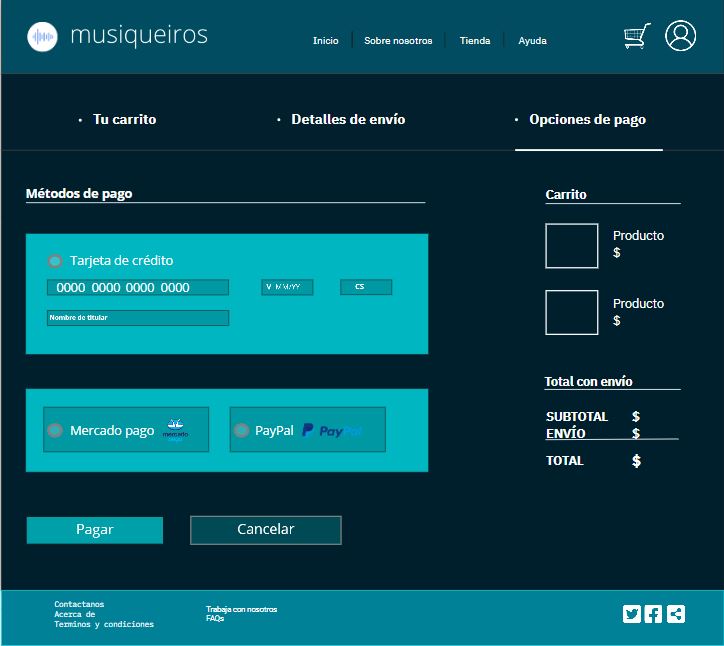 musiqueiros
Inicio
Sobre nosotros
Tienda
Ayuda
• Tu carrito
• Detalles de envío
• Opciones de pago
Métodos de pago
Tarjeta de crédito
0000 0000 0000 0000
V MM/YY
CS
Nombre de titular
Mercado pago
mercado
pago
PayPal
PayPal
Pagar
Cancelar
Carrito
Producto
$
Producto
$
Total con envío
SUBTOTAL $
ENVÍO $
TOTAL $
Contactanos
Acerca de
Terminos y condiciones
Trabaja con nosotros
FAQs